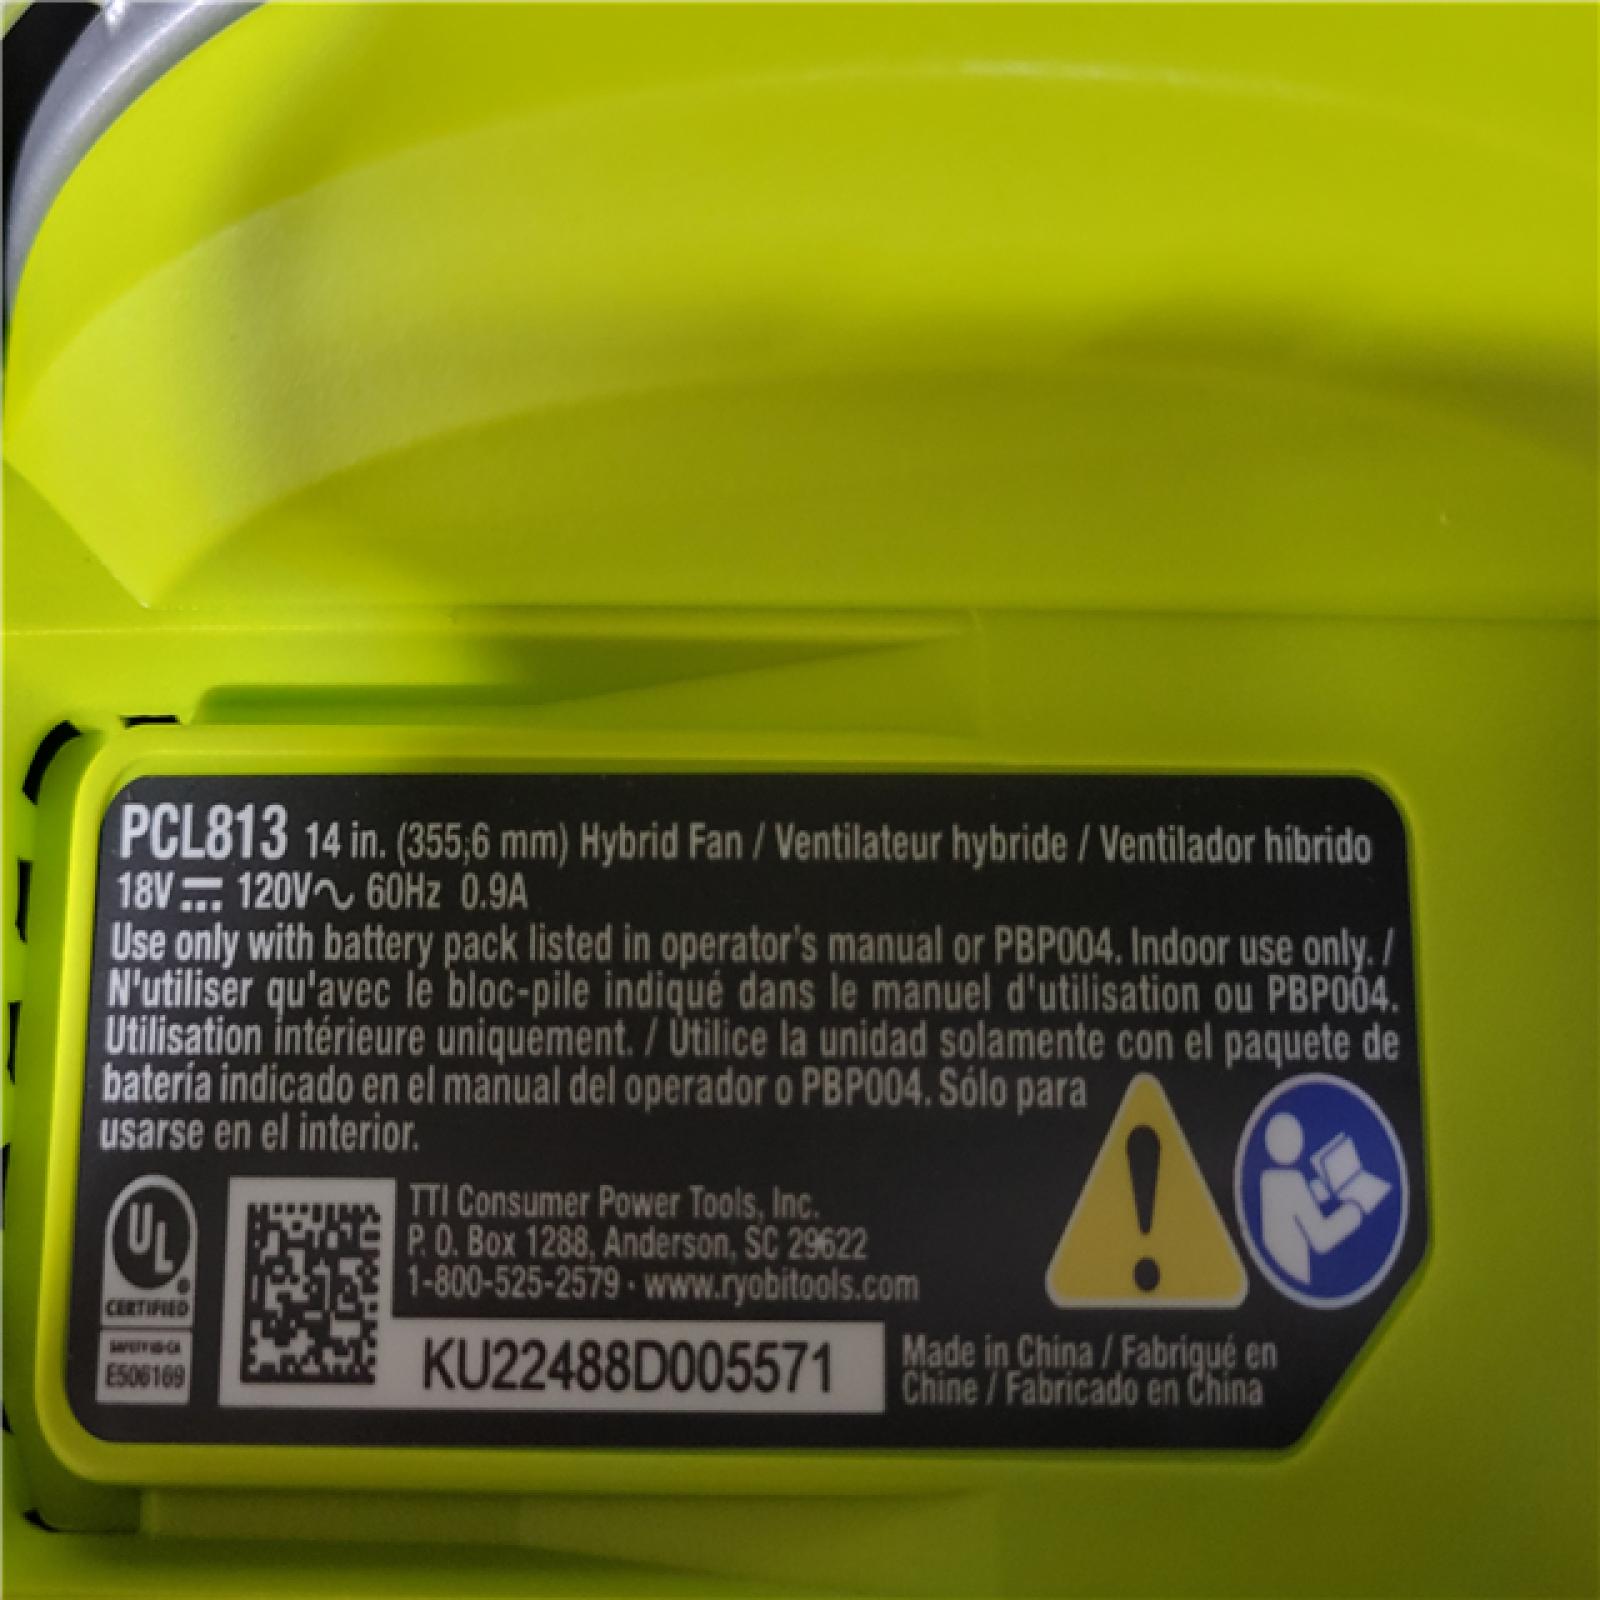 PCL813 14 in. (355,6 mm) Hybrid Fan / Ventilateur hybride / Ventilador híbrido
18V ⎓ 120V~ 60Hz 0.9A
Use only with battery pack listed in operator's manual or PBP004. Indoor use only. /
N'utiliser qu'avec le bloc-pile indiqué dans le manuel d'utilisation ou PBP004.
Utilisation intérieure uniquement. / Utilice la unidad solamente con el paquete de
batería indicado en el manual del operador o PBP004. Sólo para
usarse en el interior.
UL
®
CERTIFIED
SAFETY US-CA
E506169
TTI Consumer Power Tools, Inc.
P. O. Box 1288, Anderson, SC 29622
1-800-525-2579 · www.ryobitools.com
KU22488D005571
Made in China / Fabriqué en
Chine / Fabricado en China